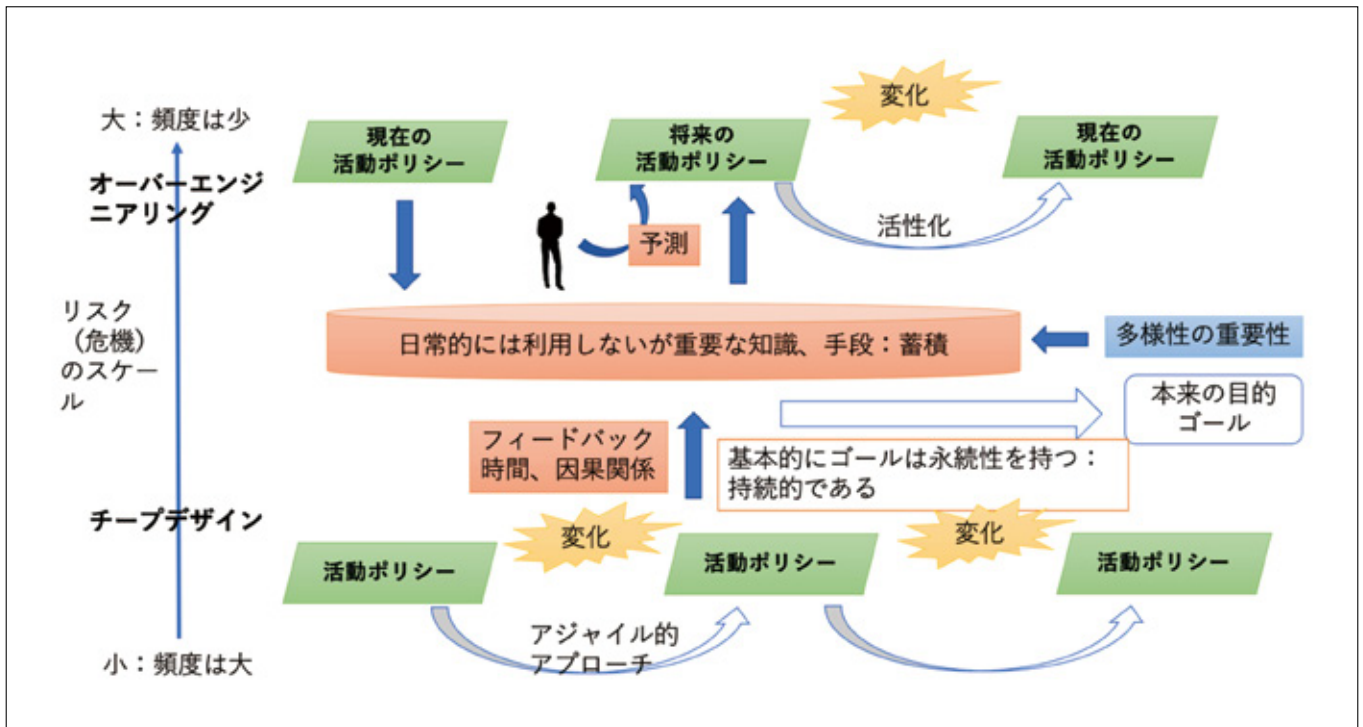 変化
大：頻度は少
現在の
活動ポリシー
将来の
活動ポリシー
現在の
活動ポリシー
オーバーエンジ
ニアリング
予測
活性化
リスク
（危機）
のスケー
ル
日常的には利用しないが重要な知識、手段：蓄積
多様性の重要性
本来の目的
ゴール
フィードバック
時間、因果関係
基本的にゴールは永続性を持つ：
持続的である
チープデザイン
変化
変化
活動ポリシー
活動ポリシー
活動ポリシー
アジャイル的
アプローチ
小：頻度は大